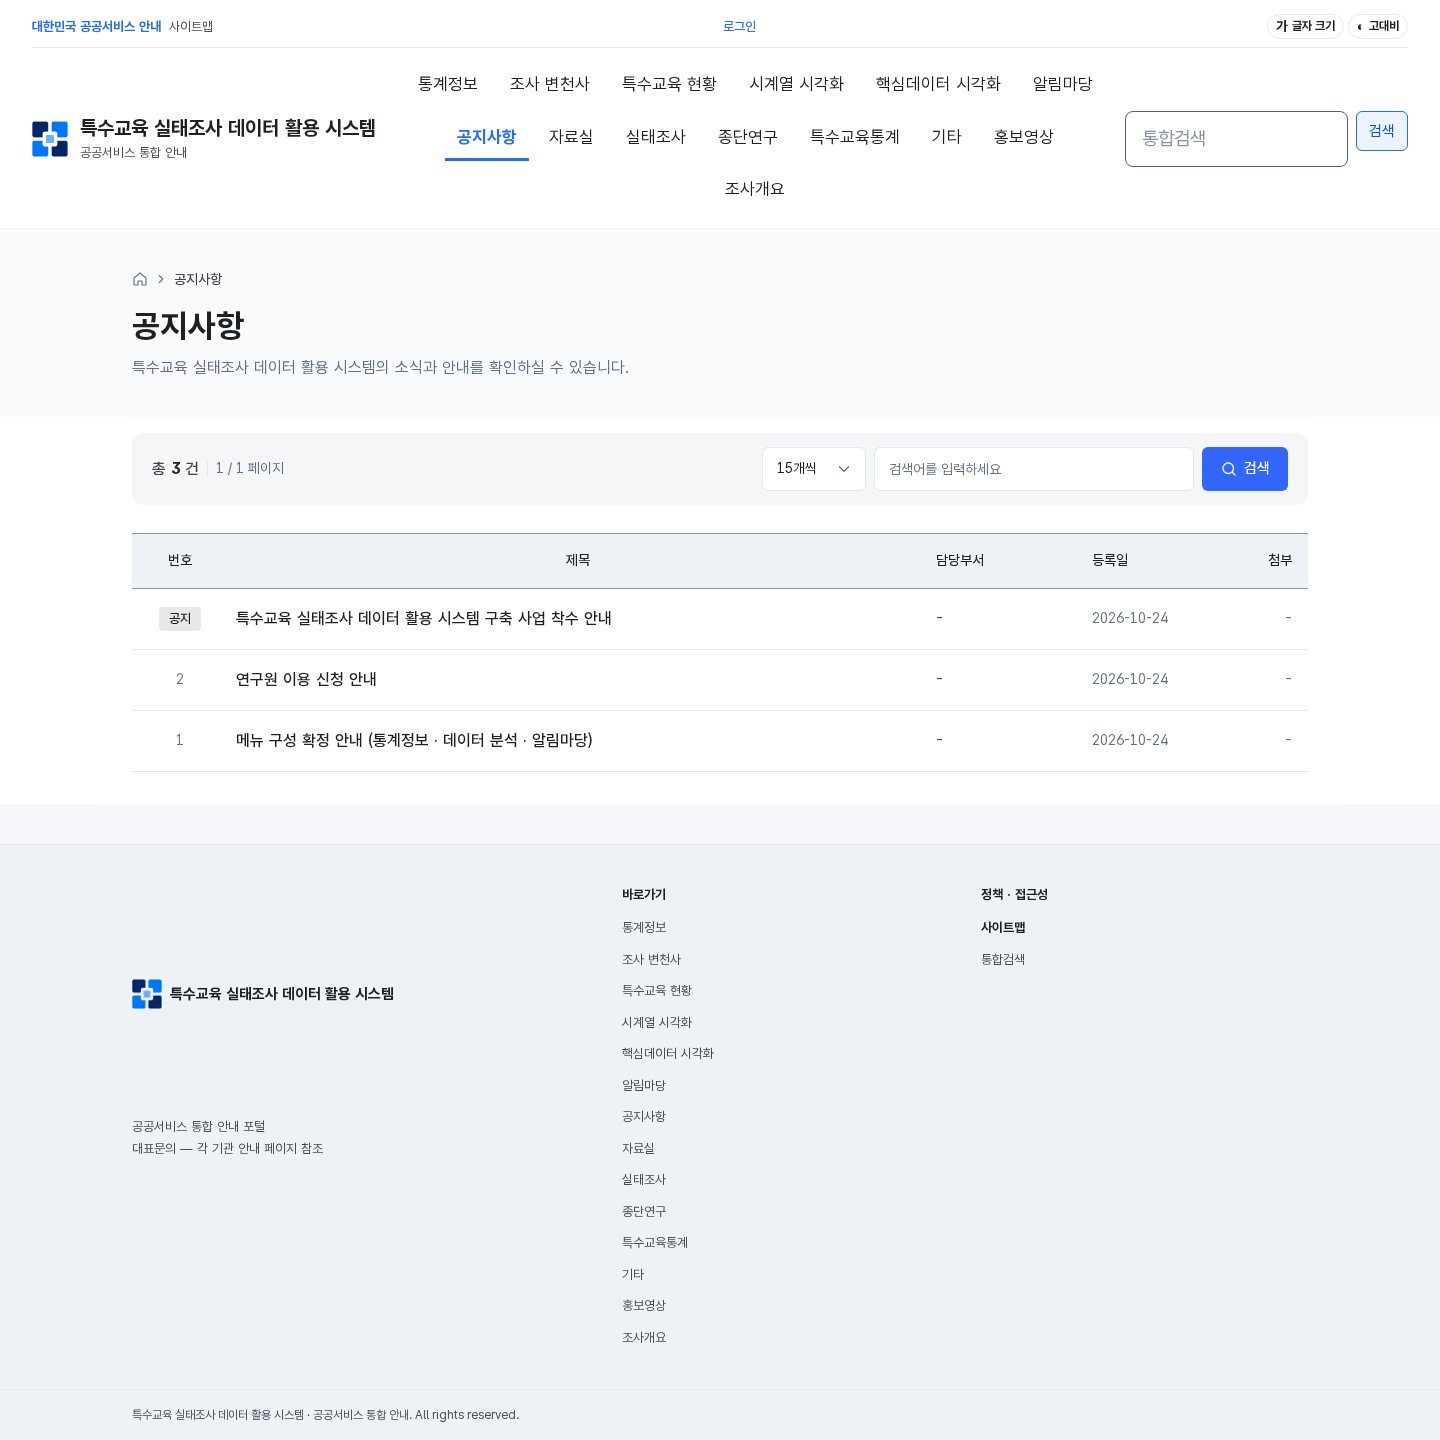 대한민국 공공서비스 안내 사이트맵 로그인 가 글자 크기 고대비
통계정보 조사 변천사 특수교육 현황 시계열 시각화 핵심데이터 시각화 알림마당
특수교육 실태조사 데이터 활용 시스템
공공서비스 통합 안내
공지사항 자료실 실태조사 종단연구 특수교육통계 기타 홍보영상
조사개요
통합검색 검색
공지사항
공지사항
특수교육 실태조사 데이터 활용 시스템의 소식과 안내를 확인하실 수 있습니다.
총 3 건 1 / 1 페이지 15개씩 검색어를 입력하세요 검색
번호 제목 담당부서 등록일 첨부
공지 특수교육 실태조사 데이터 활용 시스템 구축 사업 착수 안내 - 2026-10-24 -
2 연구원 이용 신청 안내 - 2026-10-24 -
1 메뉴 구성 확정 안내 (통계정보 · 데이터 분석 · 알림마당) - 2026-10-24 -
특수교육 실태조사 데이터 활용 시스템
공공서비스 통합 안내 포털
대표문의 — 각 기관 안내 페이지 참조
바로가기
통계정보
조사 변천사
특수교육 현황
시계열 시각화
핵심데이터 시각화
알림마당
공지사항
자료실
실태조사
종단연구
특수교육통계
기타
홍보영상
조사개요
정책 · 접근성
사이트맵
통합검색
특수교육 실태조사 데이터 활용 시스템 · 공공서비스 통합 안내. All rights reserved.